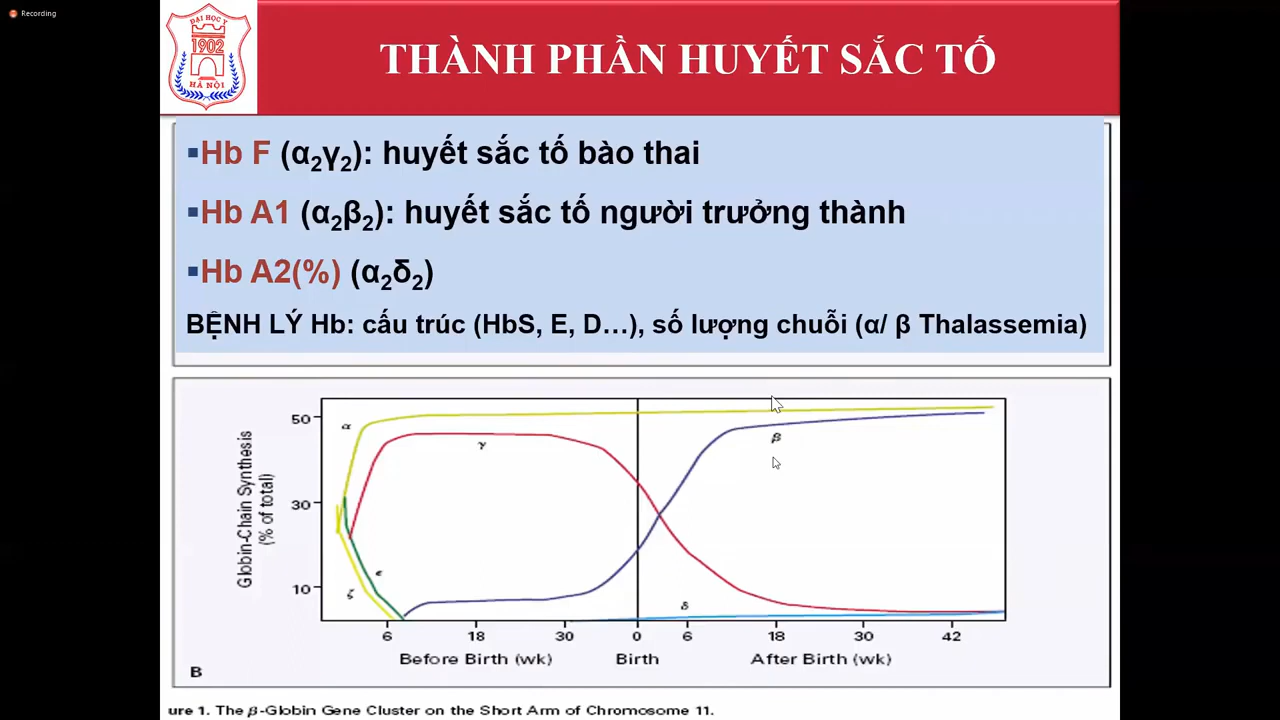 Recording
ĐẠI HỌC Y
1902
HÀ NỘI
THÀNH PHẦN HUYẾT SẮC TỐ
▪Hb F (α₂γ₂): huyết sắc tố bào thai
▪Hb A1 (α₂β₂): huyết sắc tố người trưởng thành
▪Hb A2(%) (α₂δ₂)
BỆNH LÝ Hb: cấu trúc (HbS, E, D...), số lượng chuỗi (α/ β Thalassemia)
Globin-Chain Synthesis
(% of total)
50
30
10
α
γ
β
ε
ζ
δ
6 18 30 0 6 18 30 42
Before Birth (wk) Birth After Birth (wk)
B
ure 1. The β-Globin Gene Cluster on the Short Arm of Chromosome 11.